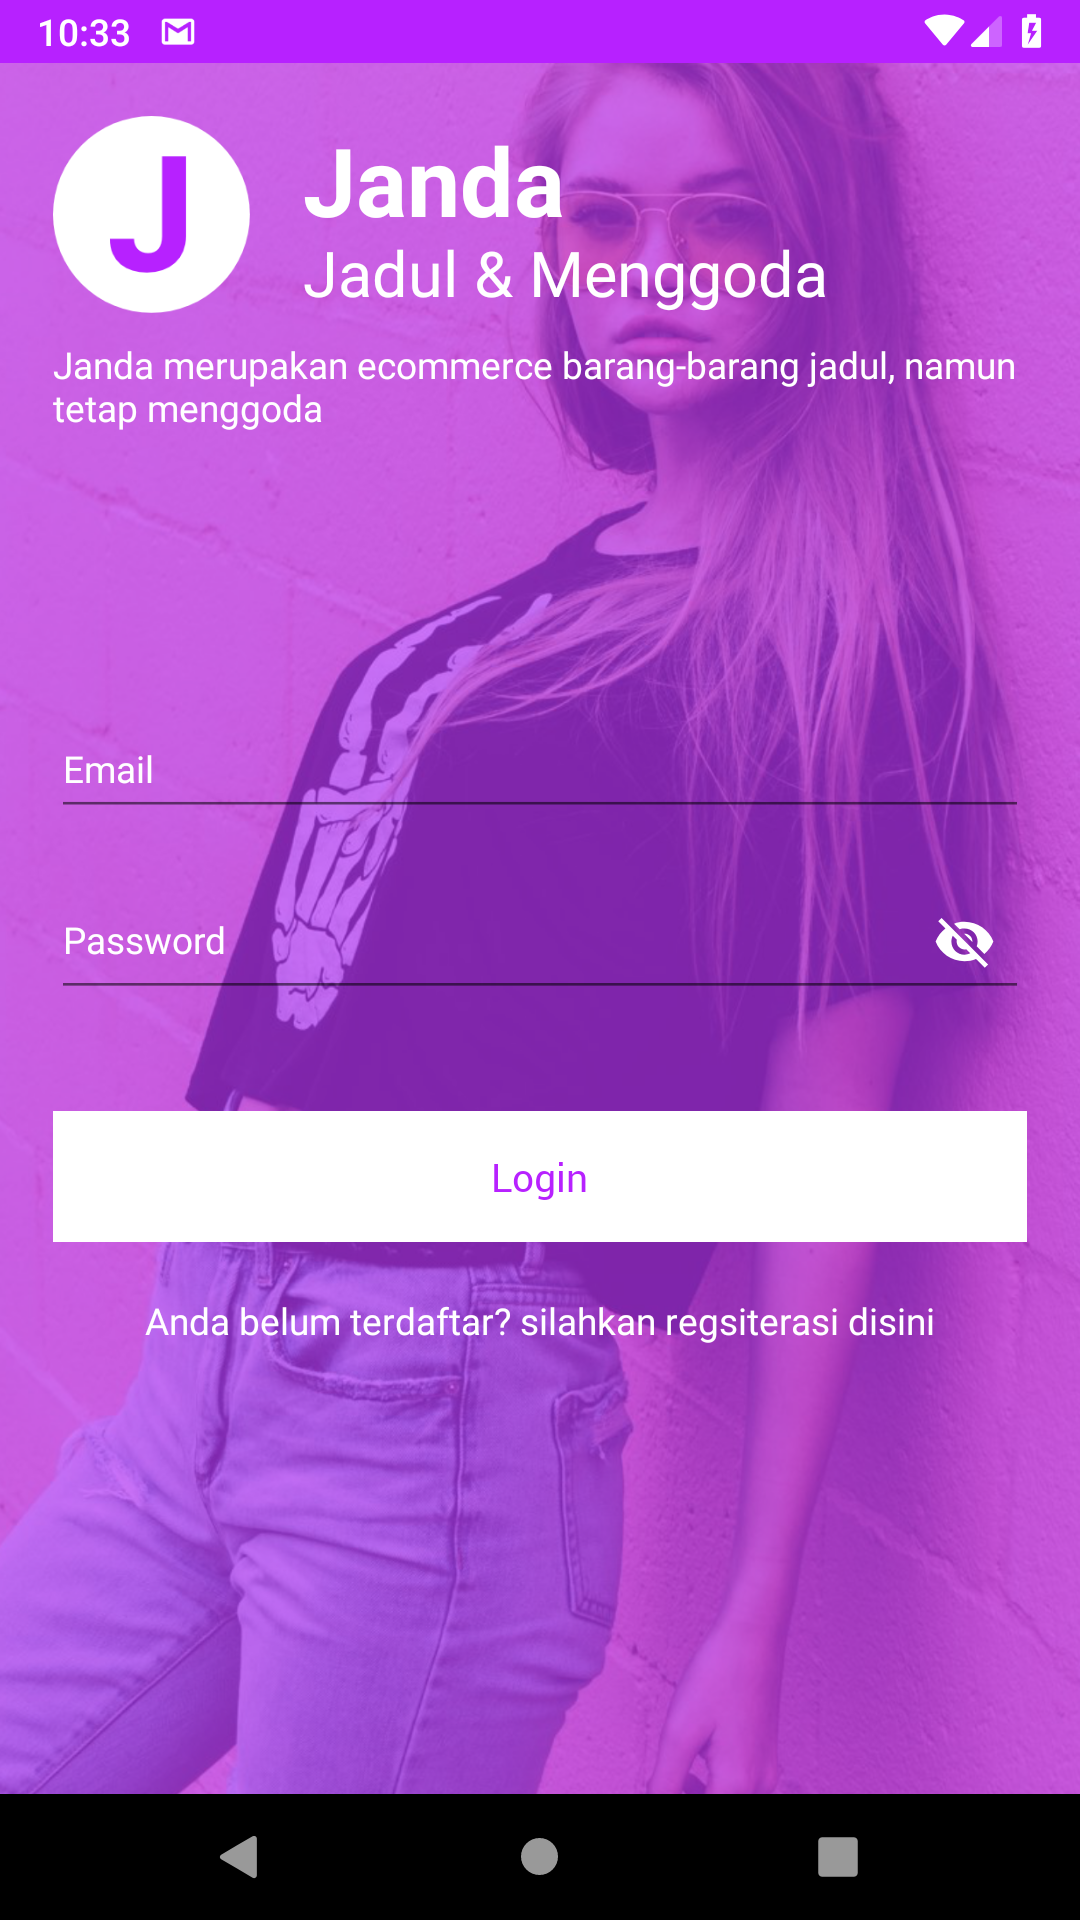 10:33
J
Janda
Jadul & Menggoda
Janda merupakan ecommerce barang-barang jadul, namun
tetap menggoda
Email
Password
Login
Anda belum terdaftar? silahkan regsiterasi disini